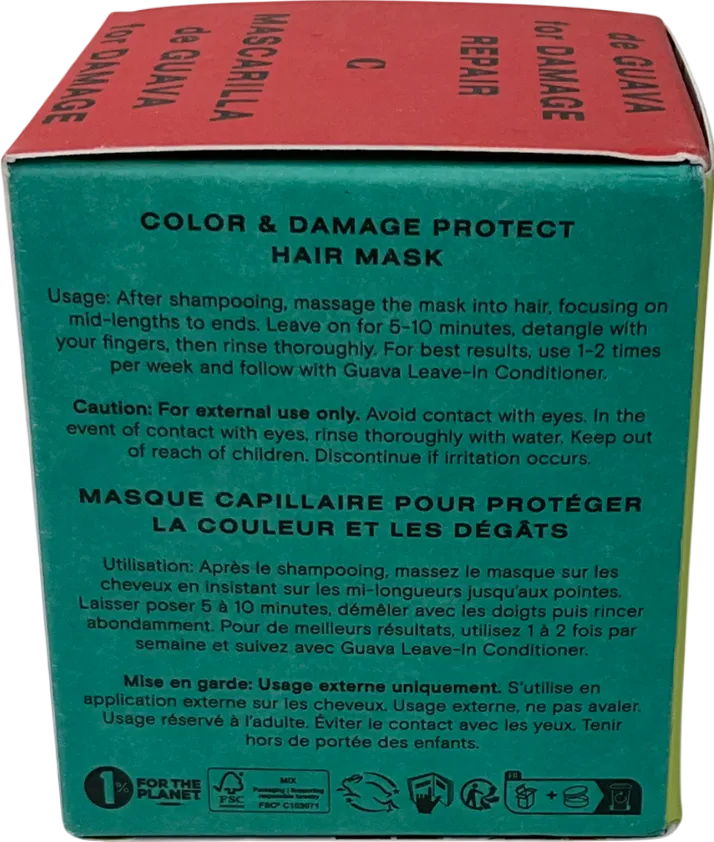 de GUAVA
for DAMAGE
REPAIR
C
MASCARILLA
de GUAVA
for DAMAGE
COLOR & DAMAGE PROTECT
HAIR MASK
Usage: After shampooing, massage the mask into hair, focusing on
mid-lengths to ends. Leave on for 5-10 minutes, detangle with
your fingers, then rinse thoroughly. For best results, use 1-2 times
per week and follow with Guava Leave-In Conditioner.
Caution: For external use only. Avoid contact with eyes. In the
event of contact with eyes, rinse thoroughly with water. Keep out
of reach of children. Discontinue if irritation occurs.
MASQUE CAPILLAIRE POUR PROTÉGER
LA COULEUR ET LES DÉGÂTS
Utilisation: Après le shampooing, massez le masque sur les
cheveux en insistant sur les mi-longueurs jusqu'aux pointes.
Laisser poser 5 à 10 minutes, démêler avec les doigts puis rincer
abondamment. Pour de meilleurs résultats, utilisez 1 à 2 fois par
semaine et suivez avec Guava Leave-In Conditioner.
Mise en garde: Usage externe uniquement. S'utilise en
application externe sur les cheveux. Usage externe, ne pas avaler.
Usage réservé à l'adulte. Éviter le contact avec les yeux. Tenir
hors de portée des enfants.
1% FOR THE
PLANET
FSC
MIX
Packaging | Supporting
responsible forestry
FSC® C103071
FR
+